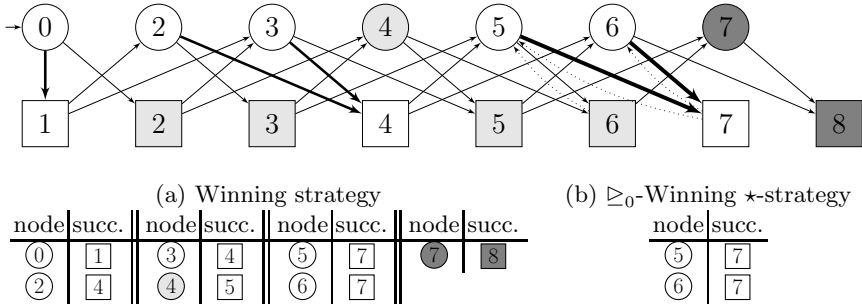 0 2 3 4 5 6 7
1 2 3 4 5 6 7 8
(a) Winning strategy (b) ⊵₀-Winning ⋆-strategy
node succ. node succ. node succ. node succ. node succ.
0 1 3 4 5 7 7 8 5 7
2 4 4 5 6 7 6 7